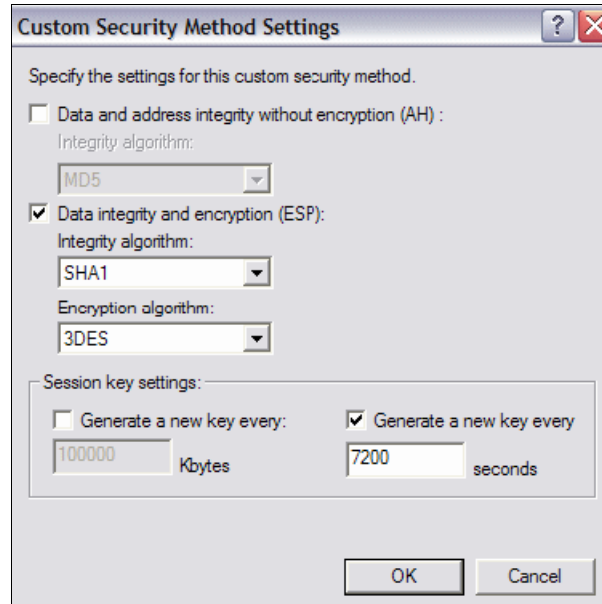 Custom Security Method Settings
?
Specify the settings for this custom security method.
Data and address integrity without encryption (AH) :
Integrity algorithm:
MD5
Data integrity and encryption (ESP):
Integrity algorithm:
SHA1
Encryption algorithm:
3DES
Session key settings:
Generate a new key every:
100000 Kbytes
Generate a new key every
7200 seconds
OK Cancel